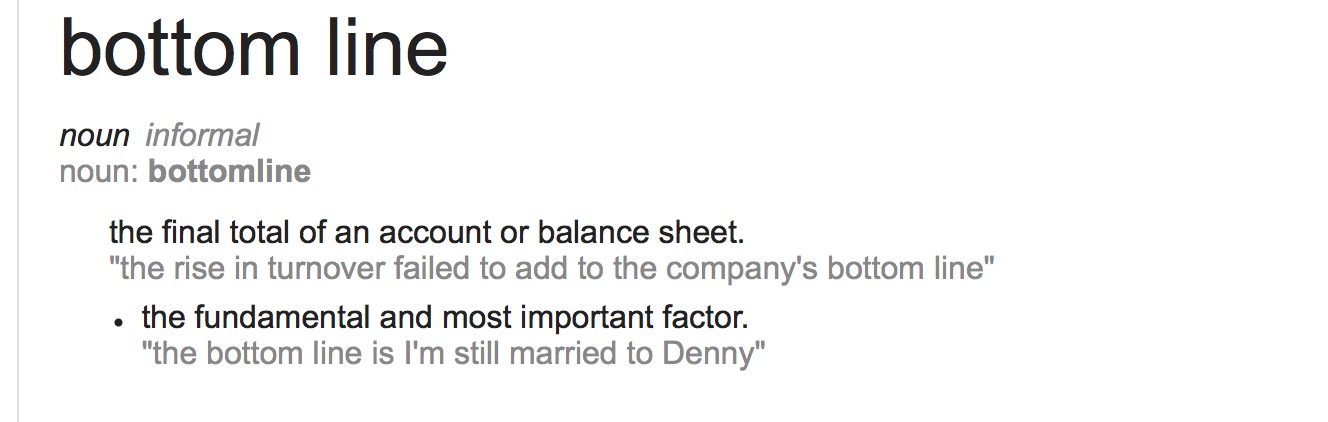 bottom line
noun informal
noun: bottomline
the final total of an account or balance sheet.
"the rise in turnover failed to add to the company's bottom line"
• the fundamental and most important factor.
"the bottom line is I'm still married to Denny"